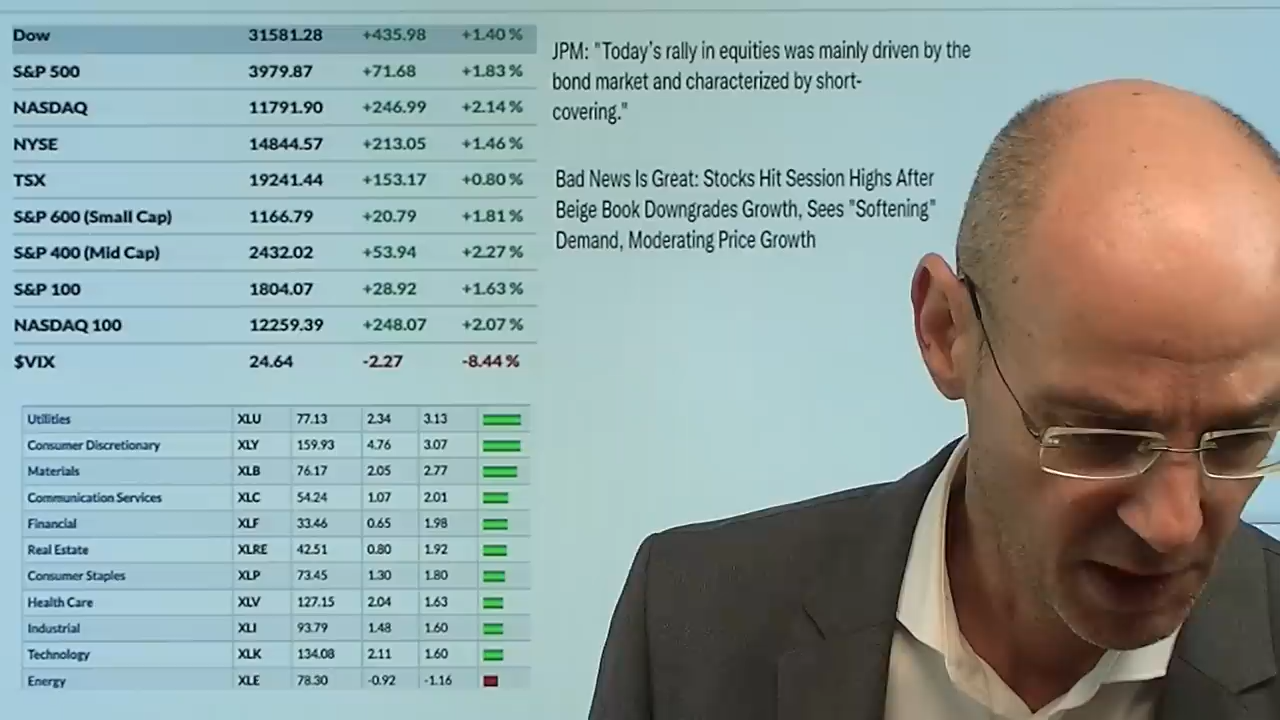 Dow 31581.28 +435.98 +1.40 %
S&P 500 3979.87 +71.68 +1.83 %
NASDAQ 11791.90 +246.99 +2.14 %
NYSE 14844.57 +213.05 +1.46 %
TSX 19241.44 +153.17 +0.80 %
S&P 600 (Small Cap) 1166.79 +20.79 +1.81 %
S&P 400 (Mid Cap) 2432.02 +53.94 +2.27 %
S&P 100 1804.07 +28.92 +1.63 %
NASDAQ 100 12259.39 +248.07 +2.07 %
$VIX 24.64 -2.27 -8.44 %
Utilities XLU 77.13 2.34 3.13
Consumer Discretionary XLY 159.93 4.76 3.07
Materials XLB 76.17 2.05 2.77
Communication Services XLC 54.24 1.07 2.01
Financial XLF 33.46 0.65 1.98
Real Estate XLRE 42.51 0.80 1.92
Consumer Staples XLP 73.45 1.30 1.80
Health Care XLV 127.15 2.04 1.63
Industrial XLI 93.79 1.48 1.60
Technology XLK 134.08 2.11 1.60
Energy XLE 78.30 -0.92 -1.16
JPM: "Today's rally in equities was mainly driven by the
bond market and characterized by short-
covering."
Bad News Is Great: Stocks Hit Session Highs After
Beige Book Downgrades Growth, Sees "Softening"
Demand, Moderating Price Growth